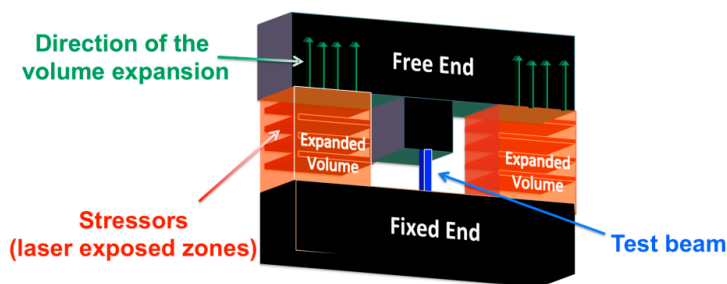 Direction of the
volume expansion
Free End
Expanded
Volume
Expanded
Volume
Stressors
(laser exposed zones)
Fixed End
Test beam